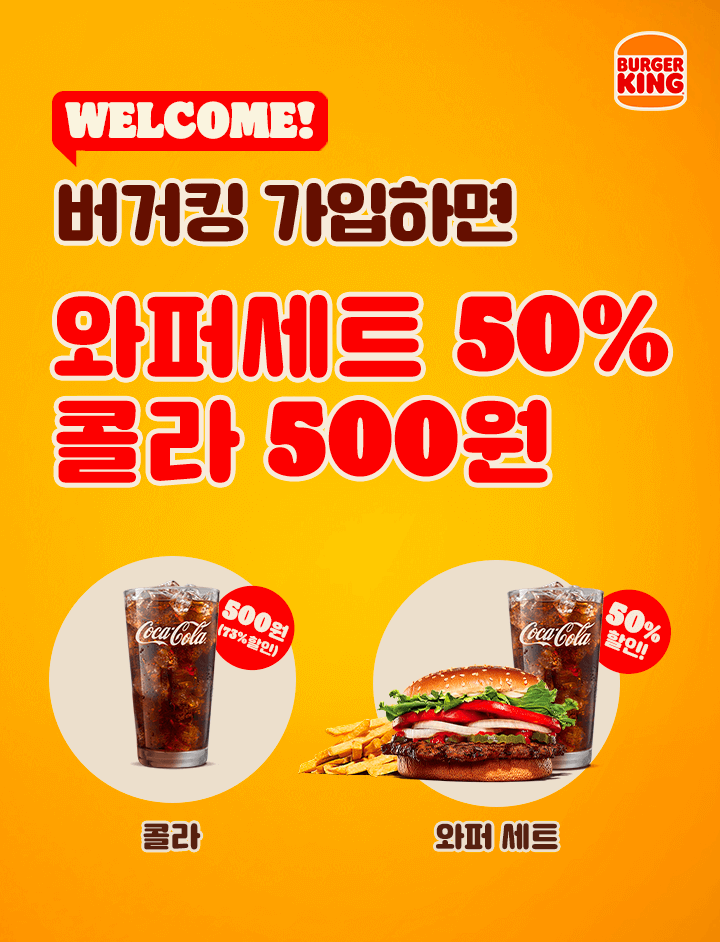 BURGER
KING
WELCOME!
버거킹 가입하면
와퍼세트 50%
콜라 500원
Coca-Cola
500원
(73%할인)
Coca-Cola
50%
할인!
콜라
와퍼 세트